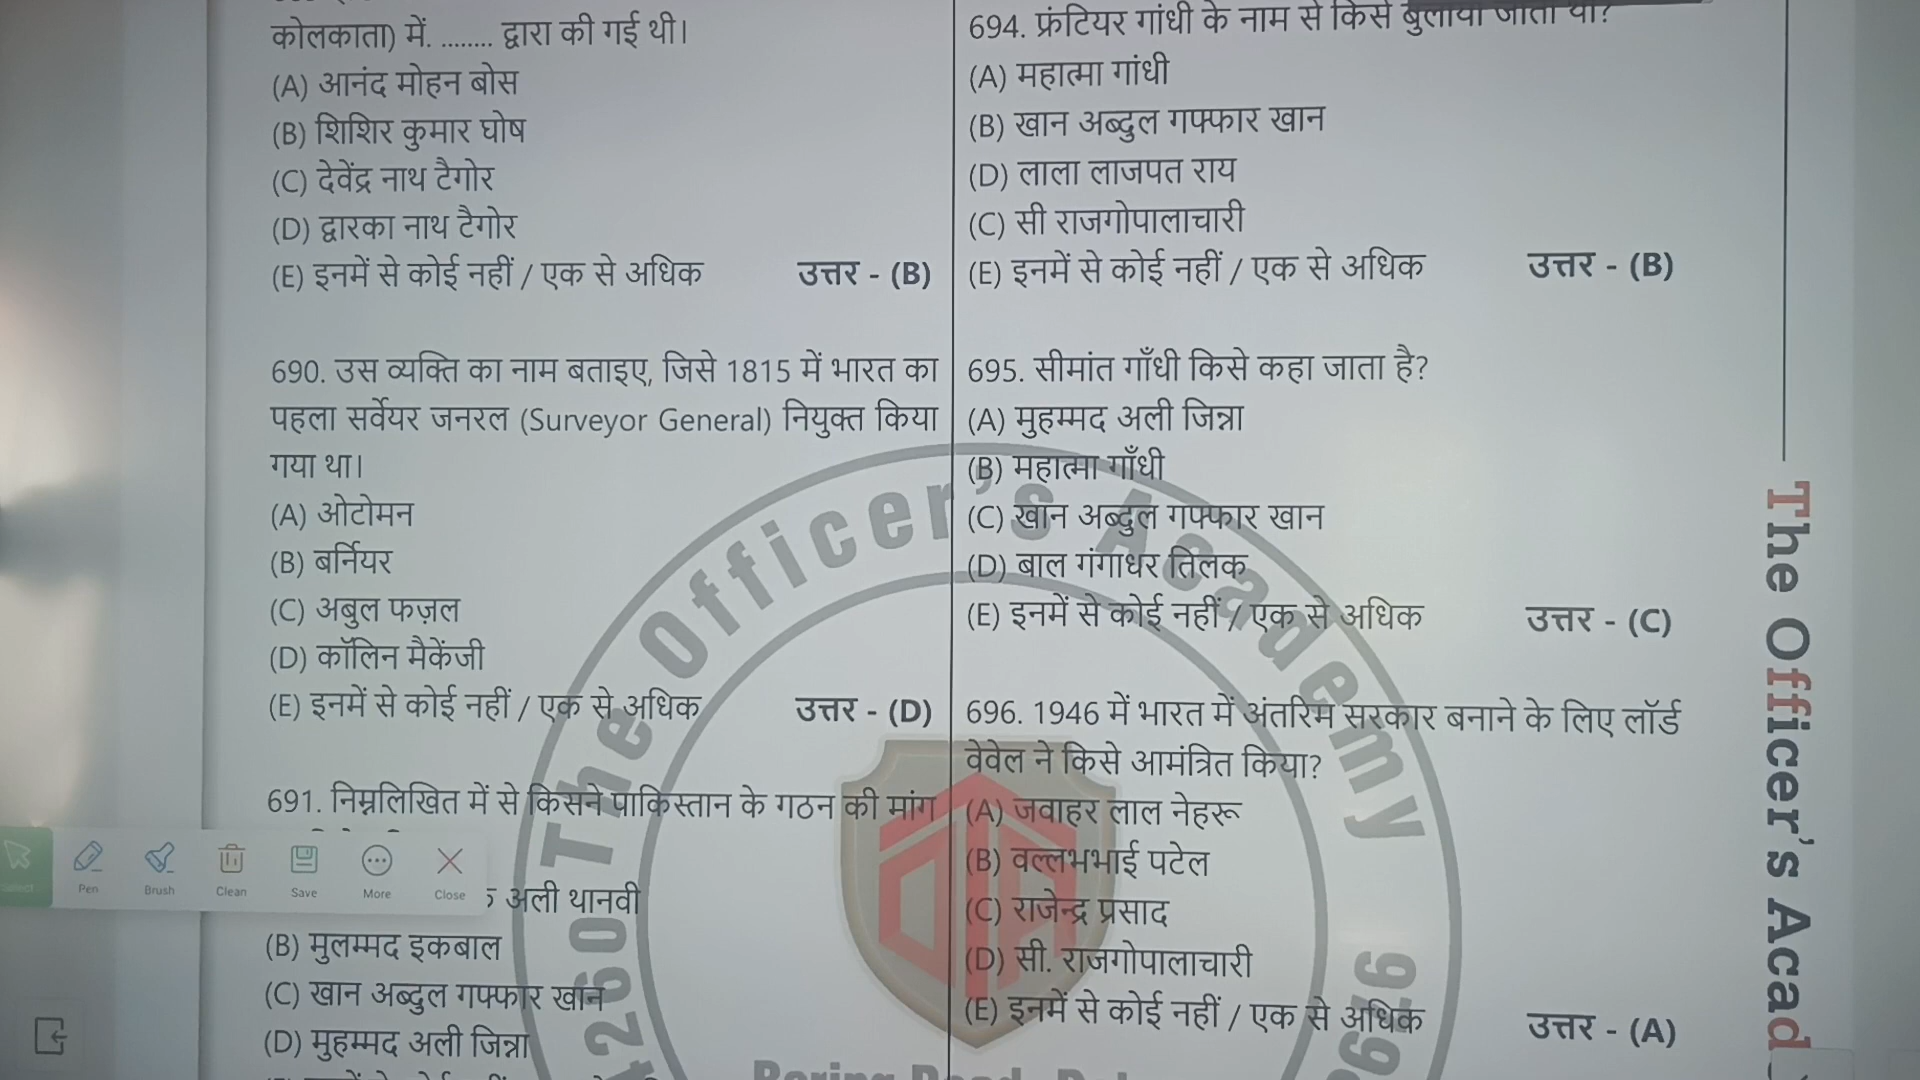 कोलकाता) में. ........ द्वारा की गई थी।
(A) आनंद मोहन बोस
(B) शिशिर कुमार घोष
(C) देवेंद्र नाथ टैगोर
(D) द्वारका नाथ टैगोर
(E) इनमें से कोई नहीं / एक से अधिक उत्तर - (B)
690. उस व्यक्ति का नाम बताइए, जिसे 1815 में भारत का
पहला सर्वेयर जनरल (Surveyor General) नियुक्त किया
गया था।
(A) ओटोमन
(B) बर्नियर
(C) अबुल फज़ल
(D) कॉलिन मैकेंजी
(E) इनमें से कोई नहीं / एक से अधिक उत्तर - (D)
691. निम्नलिखित में से किसने पाकिस्तान के गठन की मांग
अली थानवी
(B) मुलम्मद इकबाल
(C) खान अब्दुल गफ्फार खान
(D) मुहम्मद अली जिन्ना
694. फ्रंटियर गांधी के नाम से किसे बुलाया जाता था?
(A) महात्मा गांधी
(B) खान अब्दुल गफ्फार खान
(D) लाला लाजपत राय
(C) सी राजगोपालाचारी
(E) इनमें से कोई नहीं / एक से अधिक उत्तर - (B)
695. सीमांत गाँधी किसे कहा जाता है?
(A) मुहम्मद अली जिन्ना
(B) महात्मा गाँधी
(C) खान अब्दुल गफ्फार खान
(D) बाल गंगाधर तिलक
(E) इनमें से कोई नहीं / एक से अधिक उत्तर - (C)
696. 1946 में भारत में अंतरिम सरकार बनाने के लिए लॉर्ड
वेवेल ने किसे आमंत्रित किया?
(A) जवाहर लाल नेहरू
(B) वल्लभभाई पटेल
(C) राजेन्द्र प्रसाद
(D) सी. राजगोपालाचारी
(E) इनमें से कोई नहीं / एक से अधिक उत्तर - (A)
The Officer's Academy
The Officer's Acad
Select Pen Brush Clean Save More Close